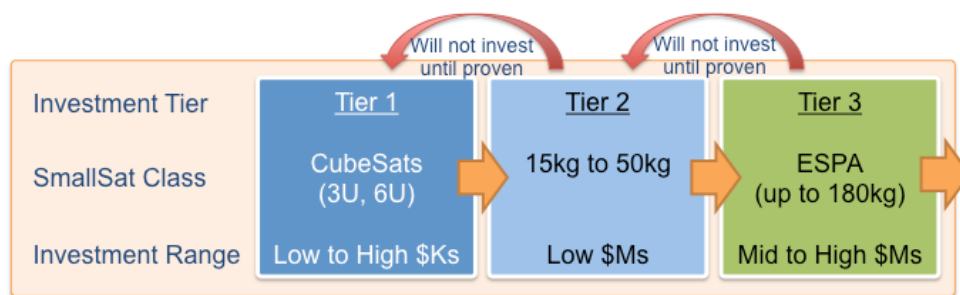 Will not invest
until proven
Will not invest
until proven
Investment Tier
Tier 1
Tier 2
Tier 3
SmallSat Class
CubeSats
(3U, 6U)
15kg to 50kg
ESPA
(up to 180kg)
Investment Range
Low to High $Ks
Low $Ms
Mid to High $Ms